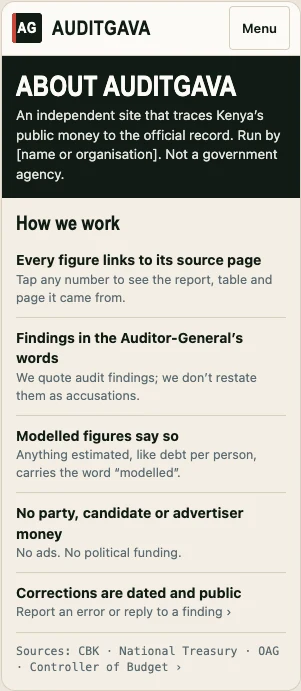 AG AUDITGAVA Menu
ABOUT AUDITGAVA
An independent site that traces Kenya’s
public money to the official record. Run by
[name or organisation]. Not a government
agency.
How we work
Every figure links to its source page
Tap any number to see the report, table and
page it came from.
Findings in the Auditor-General’s
words
We quote audit findings; we don’t restate
them as accusations.
Modelled figures say so
Anything estimated, like debt per person,
carries the word “modelled”.
No party, candidate or advertiser
money
No ads. No political funding.
Corrections are dated and public
Report an error or reply to a finding ›
Sources: CBK · National Treasury · OAG
· Controller of Budget ›